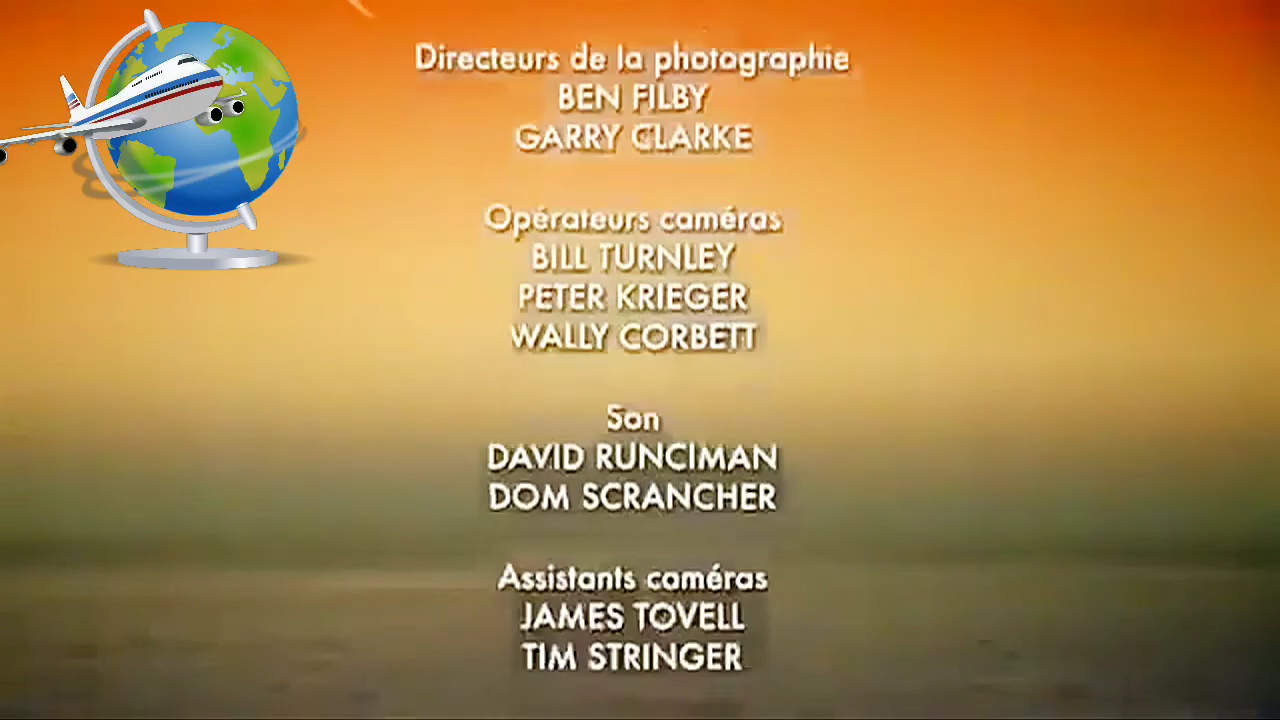 Directeurs de la photographie
BEN FILBY
GARRY CLARKE
Opérateurs caméras
BILL TURNLEY
PETER KRIEGER
WALLY CORBETT
Son
DAVID RUNCIMAN
DOM SCRANCHER
Assistants caméras
JAMES TOVELL
TIM STRINGER